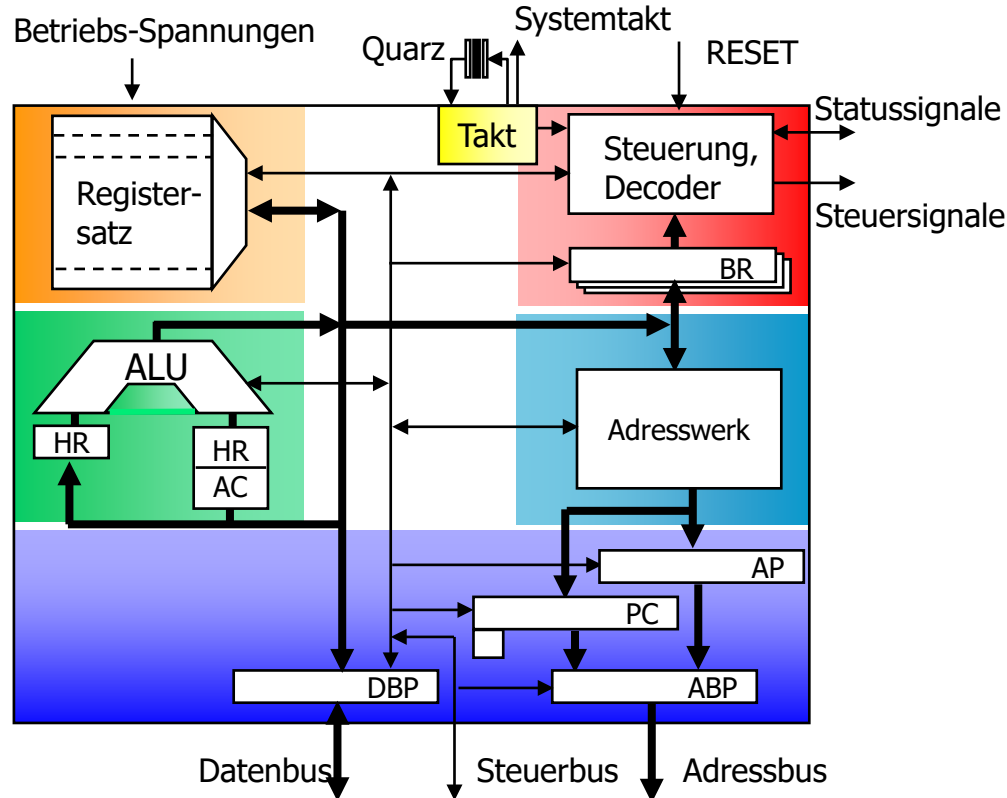 Systemtakt
Betriebs-Spannungen
Quarz
RESET
Takt
Statussignale
Steuerung,
Decoder
Register-
satz
Steuersignale
BR
ALU
Adresswerk
HR
HR
AC
AP
PC
DBP
ABP
Datenbus
Steuerbus
Adressbus